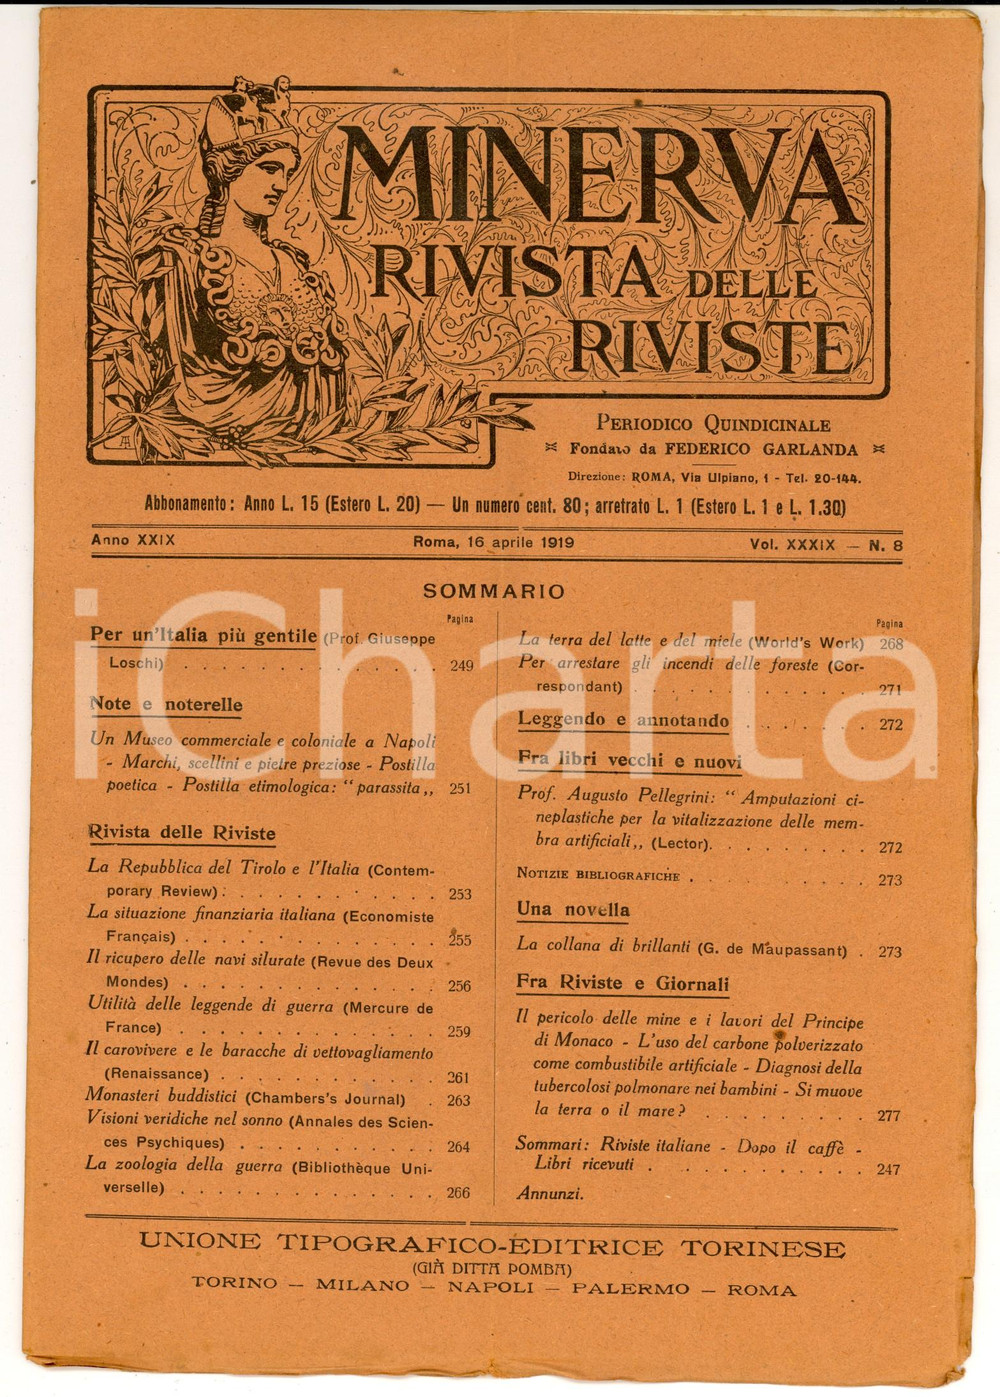 MINERVA
RIVISTA DELLE
RIVISTE
PERIODICO QUINDICINALE
Fondato da FEDERICO GARLANDA
Direzione: ROMA, Via Ulpiano, 1 - Tel. 20-144.
Abbonamento: Anno L. 15 (Estero L. 20) — Un numero cent. 80; arretrato L. 1 (Estero L. 1 e L. 1.30)
Anno XXIX Roma, 16 aprile 1919 Vol. XXXIX — N. 8
SOMMARIO
Pagina
Per un'Italia più gentile (Prof. Giuseppe
Loschi) . . . . . . . . . . . . . 249
Note e noterelle
Un Museo commerciale e coloniale a Napoli
- Marchi, scellini e pietre preziose - Postilla
poetica - Postilla etimologica: “ parassita „ 251
Rivista delle Riviste
La Repubblica del Tirolo e l'Italia (Contem-
porary Review) . . . . . . . . . . . 253
La situazione finanziaria italiana (Economiste
Français) . . . . . . . . . . . . . 255
Il ricupero delle navi silurate (Revue des Deux
Mondes) . . . . . . . . . . . . . 256
Utilità delle leggende di guerra (Mercure de
France) . . . . . . . . . . . . . 259
Il carovivere e le baracche di vettovagliamento
(Renaissance) . . . . . . . . . . . 261
Monasteri buddistici (Chambers's Journal) . 263
Visioni veridiche nel sonno (Annales des Scien-
ces Psychiques) . . . . . . . . . . 264
La zoologia della guerra (Bibliothèque Uni-
verselle) . . . . . . . . . . . . . 266
Pagina
La terra del latte e del miele (World's Work) 268
Per arrestare gli incendi delle foreste (Cor-
respondant) . . . . . . . . . . . . 271
Leggendo e annotando . . . . . . . 272
Fra libri vecchi e nuovi
Prof. Augusto Pellegrini: “ Amputazioni ci-
neplastiche per la vitalizzazione delle mem-
bra artificiali „ (Lector). . . . . . . . 272
NOTIZIE BIBLIOGRAFICHE . . . . . . . . . 273
Una novella
La collana di brillanti (G. de Maupassant) . 273
Fra Riviste e Giornali
Il pericolo delle mine e i lavori del Principe
di Monaco - L'uso del carbone polverizzato
come combustibile artificiale - Diagnosi della
tubercolosi polmonare nei bambini - Si muove
la terra o il mare? . . . . . . . . . 277
Sommari: Riviste italiane - Dopo il caffè -
Libri ricevuti . . . . . . . . . . . 247
Annunzi.
UNIONE TIPOGRAFICO-EDITRICE TORINESE
(GIÀ DITTA POMBA)
TORINO — MILANO — NAPOLI — PALERMO — ROMA
iCharta